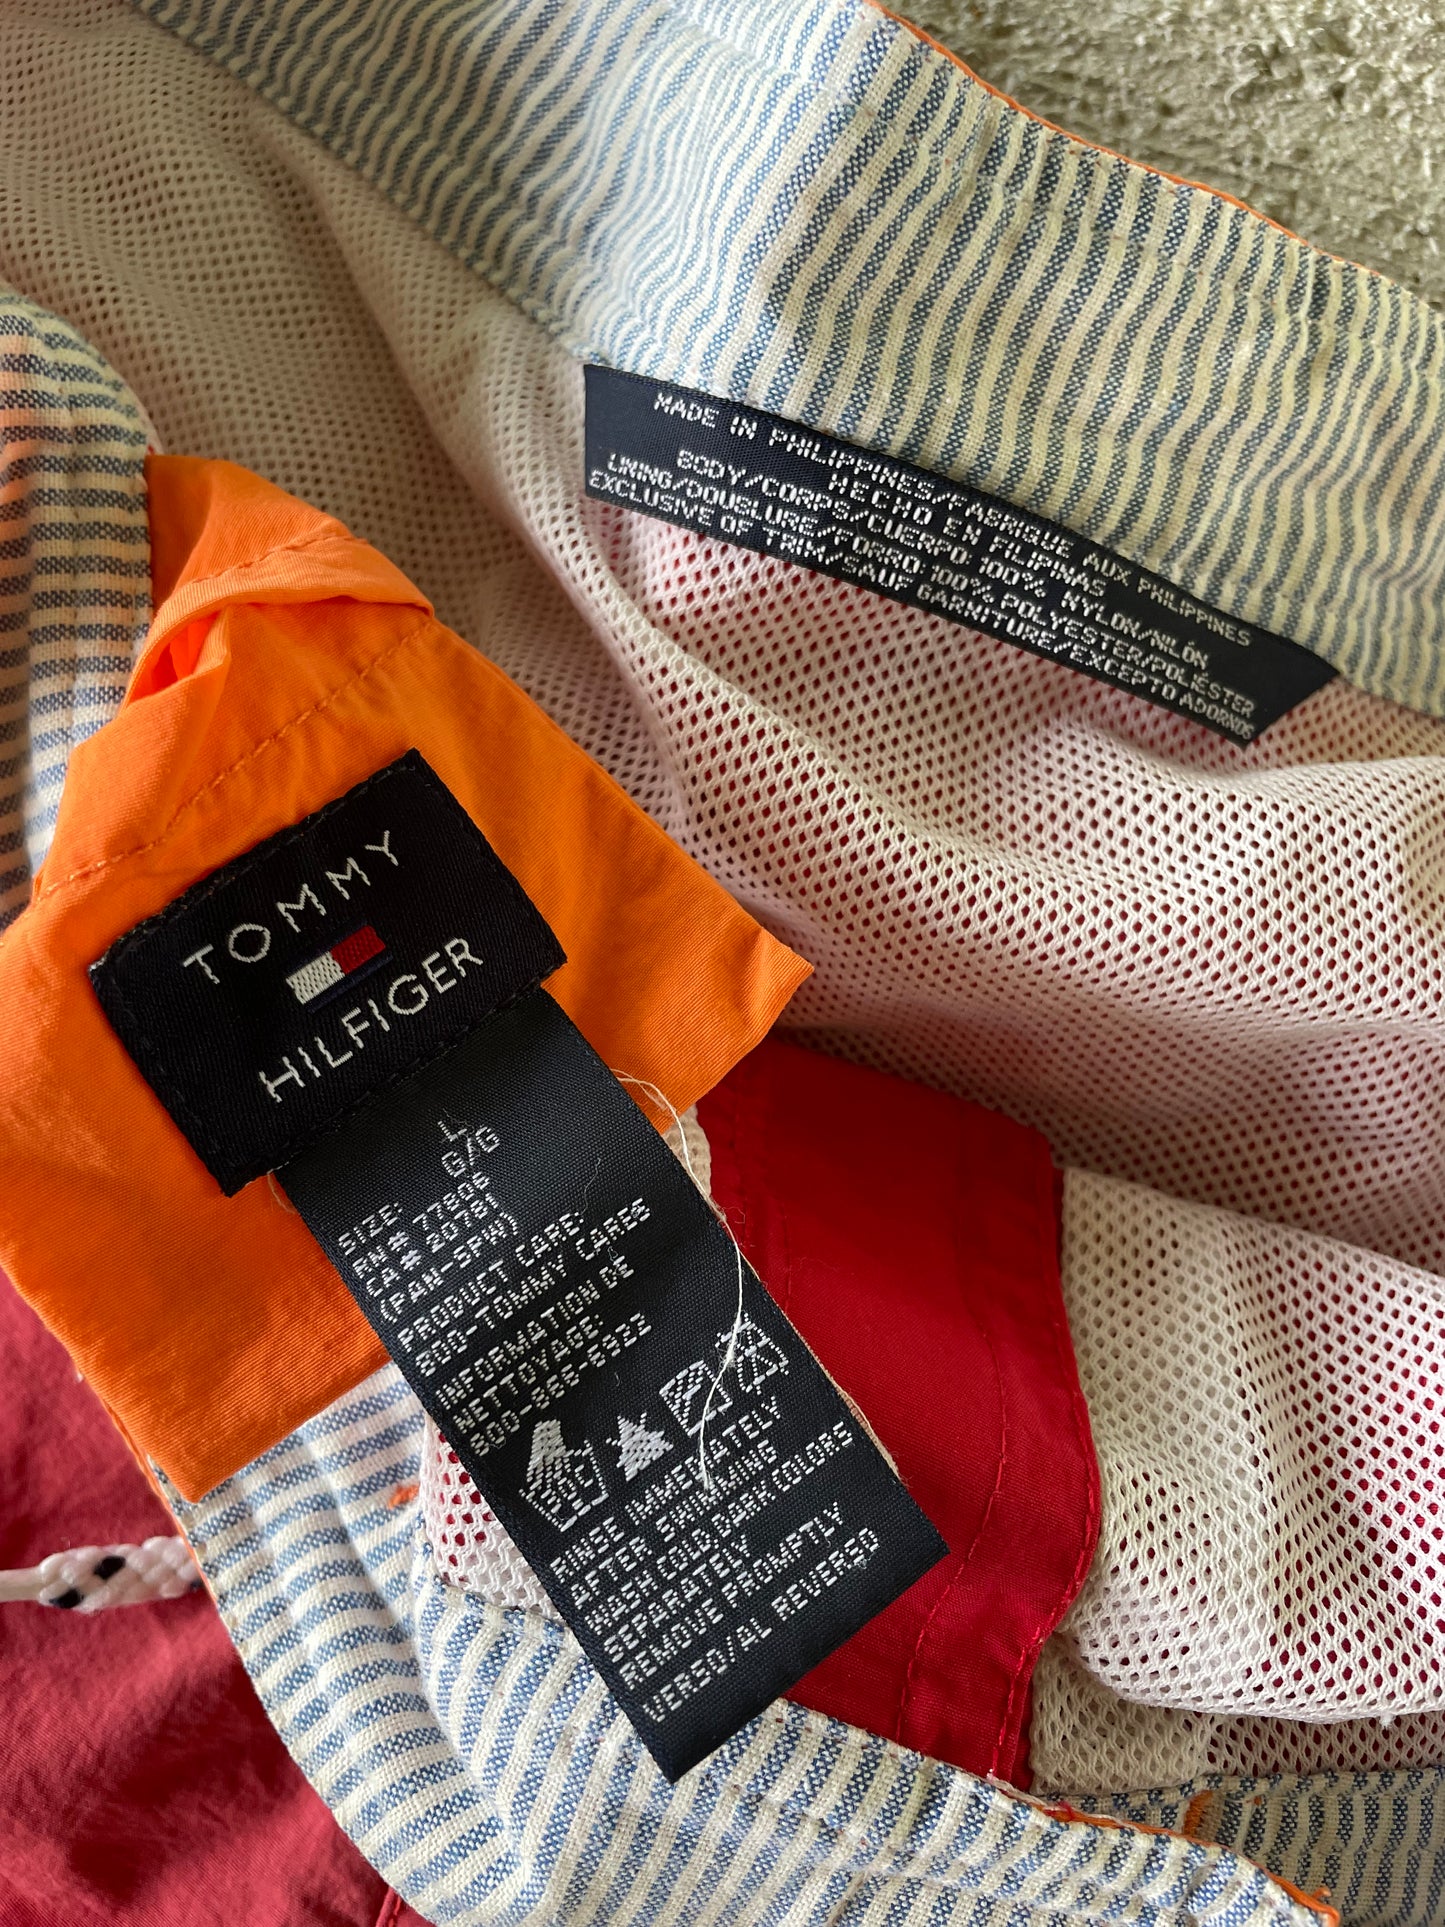 MADE IN PHILIPPINES/FABRIQUE AUX PHILIPPINES
HECHO EN FILIPINAS
BODY/CORPS/CUERPO:100% NYLON/NILÓN
LINING/DOUBLURE/FORRO:100% POLYESTER/POLIÉSTER
EXCLUSIVE OF TRIM/SAUF GARNITURE/EXCEPTO ADORNOS
TOMMY
HILFIGER
L
SIZE: G/G
RN # 77806
CA # 20781
(PAN-SPW)
PRODUCT CARE:
800-TOMMY CARES
INFORMATION DE
NETTOYAGE
800-866-6922
RINSE IMMEDIATELY
AFTER SWIMMING
WASH COLD DARK COLORS
SEPARATELY
REMOVE PROMPTLY
VERSO/AL REVERSO